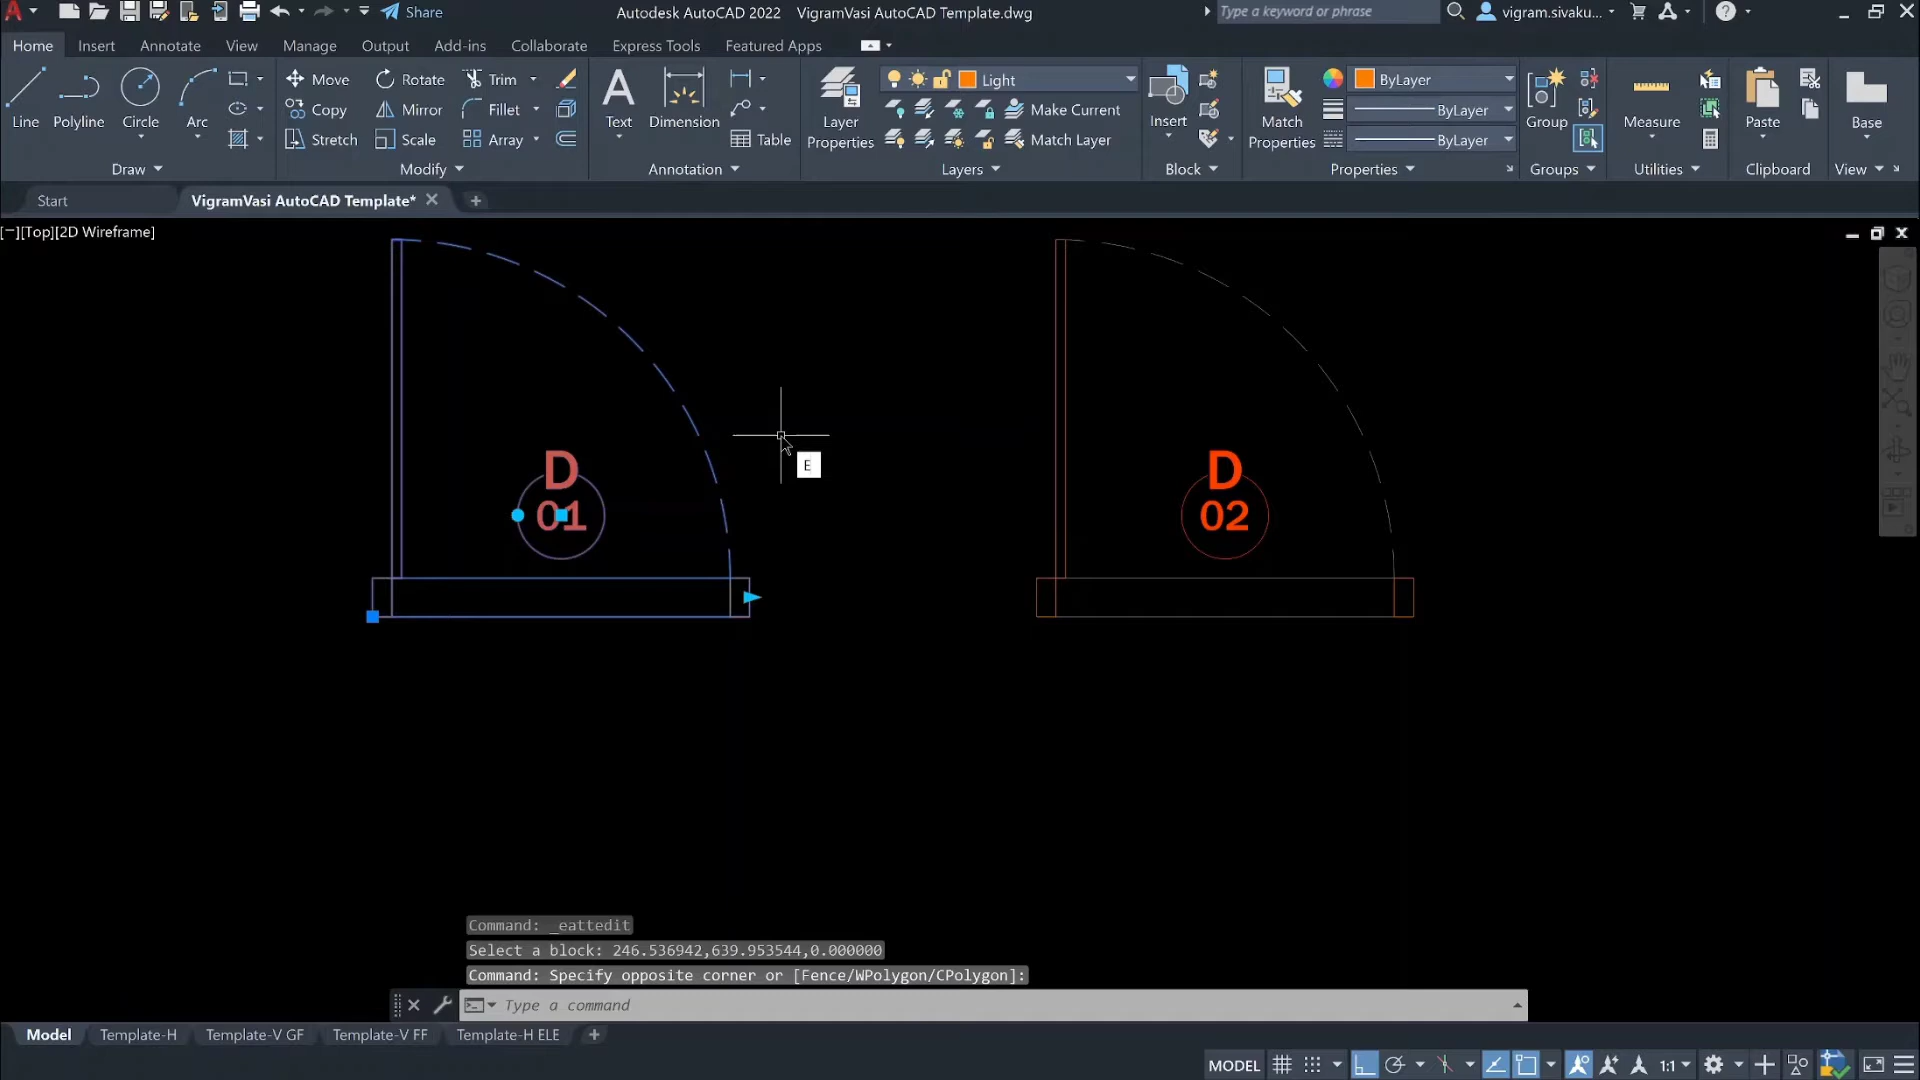 Share
Autodesk AutoCAD 2022 VigramVasi AutoCAD Template.dwg
Type a keyword or phrase
vigram.sivaku...
Home Insert Annotate View Manage Output Add-ins Collaborate Express Tools Featured Apps
Line Polyline Circle Arc
Move Rotate Trim
Copy Mirror Fillet
Stretch Scale Array
Text Dimension Table
Layer Properties
Light
Make Current
Match Layer
Insert
Match Properties
ByLayer
ByLayer
ByLayer
Group
Measure
Paste
Base
Draw Modify Annotation Layers Block Properties Groups Utilities Clipboard View
Start VigramVasi AutoCAD Template*
[−][Top][2D Wireframe]
D
01
E
D
02
Command: _eattedit
Select a block: 246.536942,639.953544,0.000000
Command: Specify opposite corner or [Fence/WPolygon/CPolygon]:
Type a command
Model Template-H Template-V GF Template-V FF Template-H ELE
MODEL 1:1